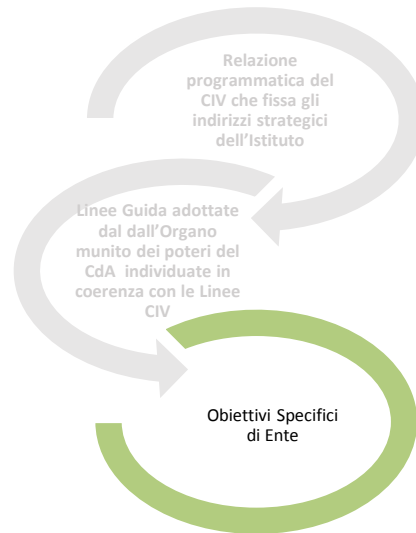 Relazione
programmatica del
CIV che fissa gli
indirizzi strategici
dell'Istituto
Linee Guida adottate
dal dall'Organo
munito dei poteri del
CdA individuate in
coerenza con le Linee
CIV
Obiettivi Specifici
di Ente